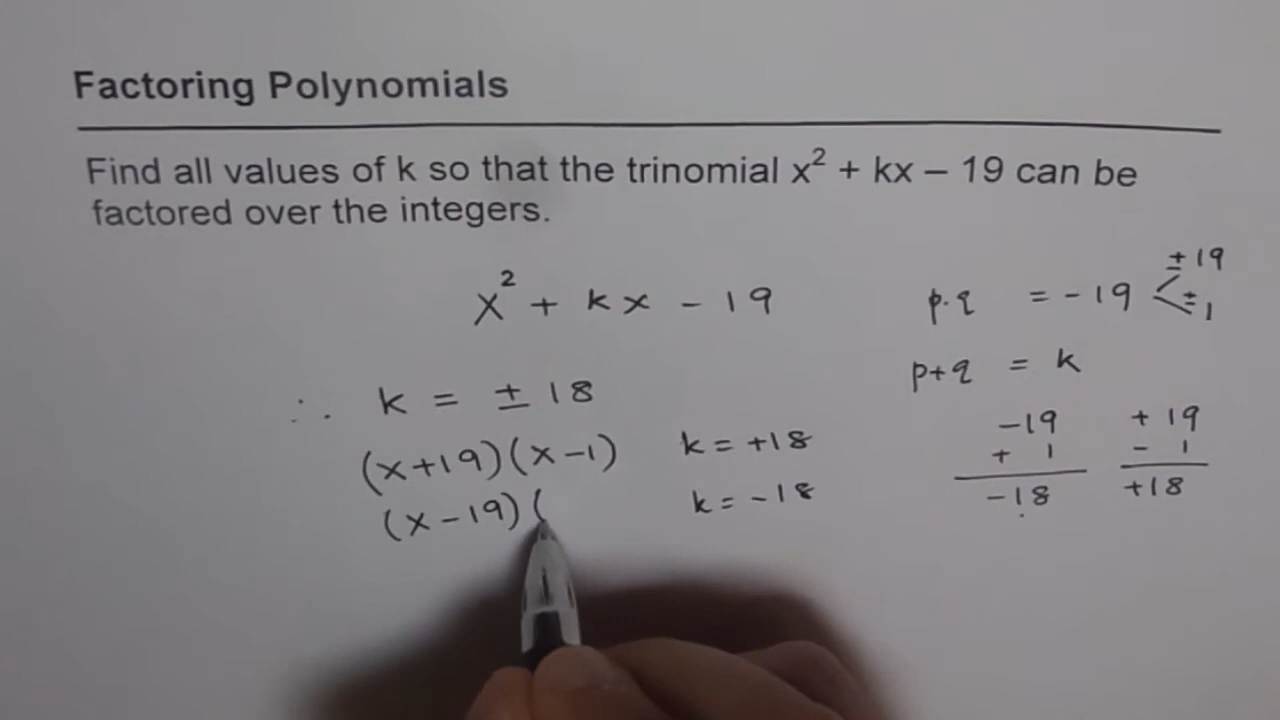 Factoring Polynomials
Find all values of k so that the trinomial x² + kx – 19 can be
factored over the integers.
x² + kx - 19
p·q = -19 < ±19
±1
p+q = k
∴ k = ±18
-19 + 19
+ 1 - 1
-18 +18
(x+19)(x-1) k = +18
(x-19)( k = -18